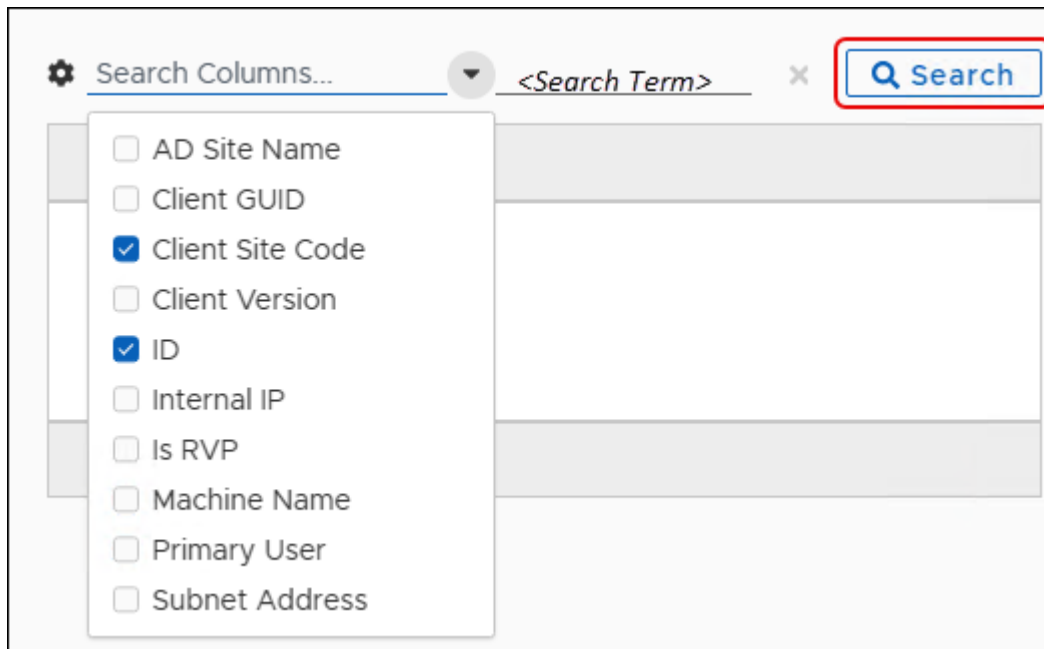 Search Columns... <Search Term> Search
AD Site Name
Client GUID
Client Site Code
Client Version
ID
Internal IP
Is RVP
Machine Name
Primary User
Subnet Address